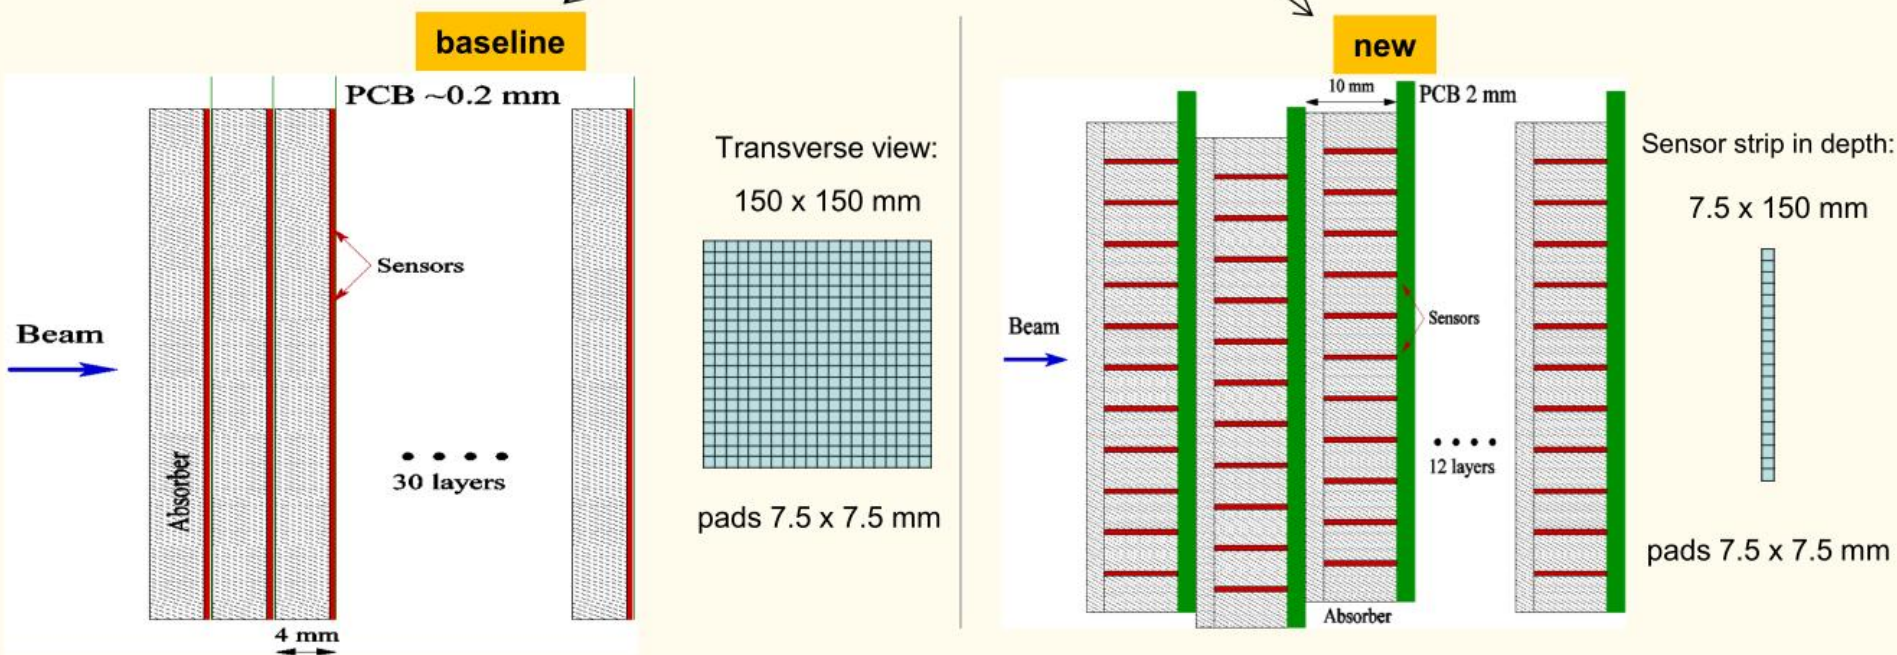 baseline
PCB ~0.2 mm
Sensors
Beam
Absorber
30 layers
4 mm
Transverse view:
150 x 150 mm
pads 7.5 x 7.5 mm
new
10 mm
PCB 2 mm
Sensors
Beam
12 layers
Absorber
Sensor strip in depth:
7.5 x 150 mm
pads 7.5 x 7.5 mm